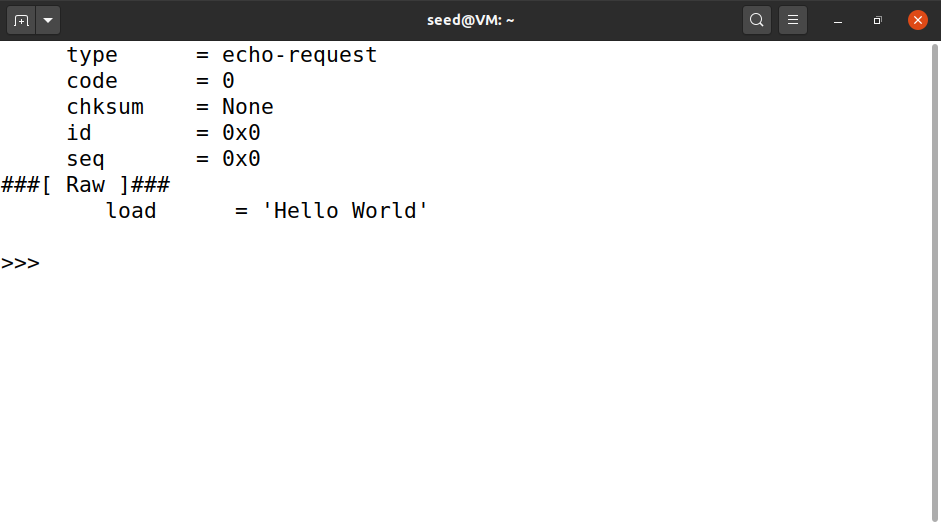 seed@VM: ~
type = echo-request
code = 0
chksum = None
id = 0x0
seq = 0x0
###[ Raw ]###
load = 'Hello World'
>>>